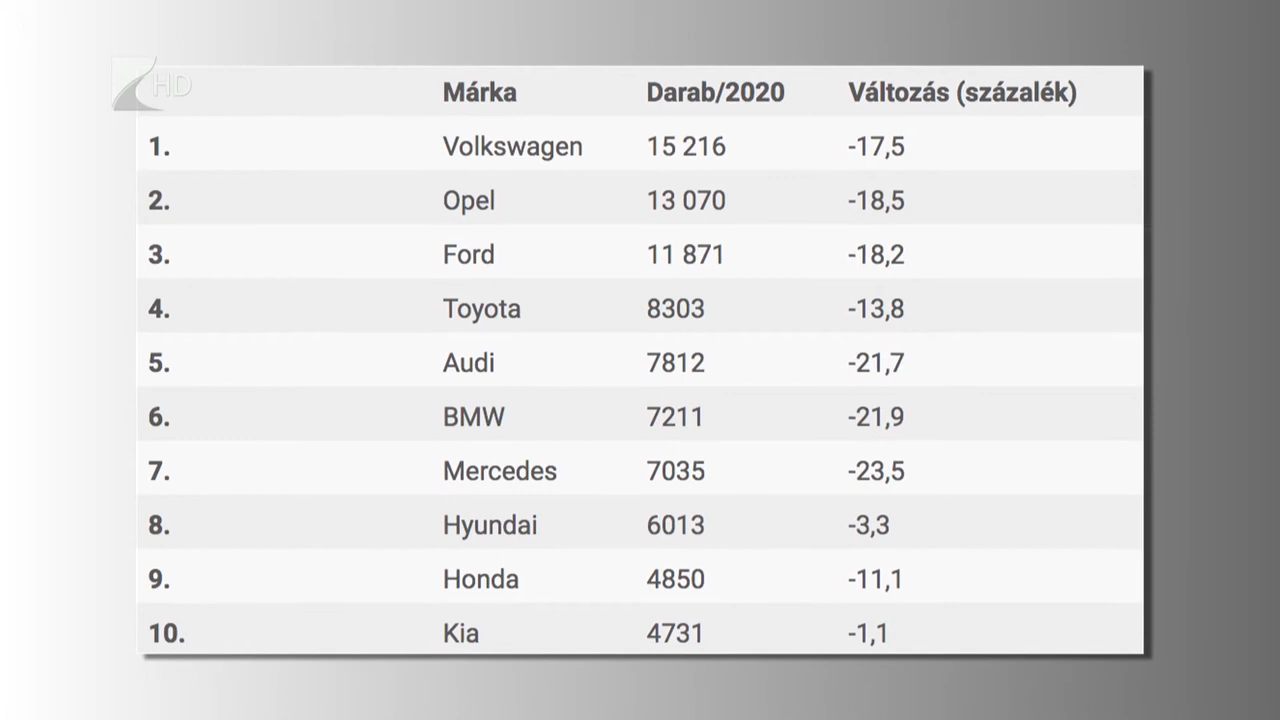 HD
Márka Darab/2020 Változás (százalék)
1. Volkswagen 15 216 -17,5
2. Opel 13 070 -18,5
3. Ford 11 871 -18,2
4. Toyota 8303 -13,8
5. Audi 7812 -21,7
6. BMW 7211 -21,9
7. Mercedes 7035 -23,5
8. Hyundai 6013 -3,3
9. Honda 4850 -11,1
10. Kia 4731 -1,1